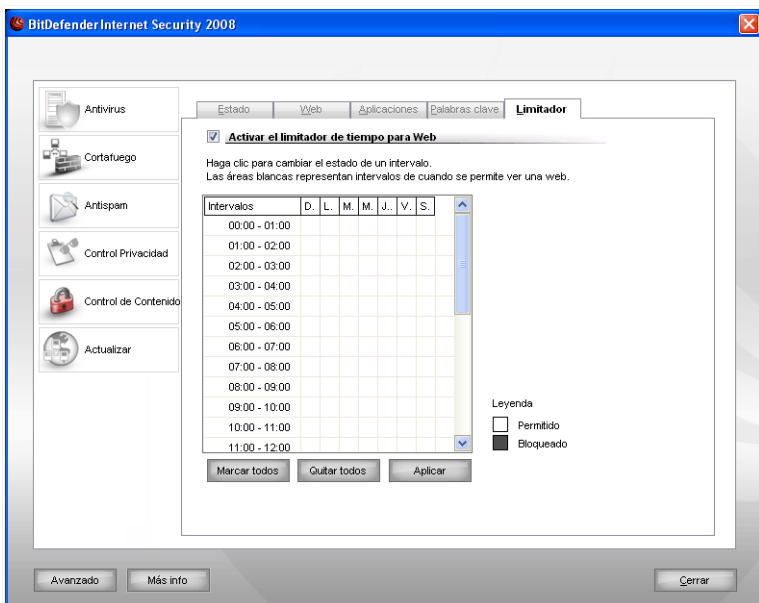 BitDefender Internet Security 2008
Antivirus
Cortafuego
Antispam
Control Privacidad
Control de Contenido
Actualizar
Estado Web Aplicaciones Palabras clave Limitador
Activar el limitador de tiempo para Web
Haga clic para cambiar el estado de un intervalo.
Las áreas blancas representan intervalos de cuando se permite ver una web.
Intervalos D. L. M. M. J.. V. S.
00:00 - 01:00
01:00 - 02:00
02:00 - 03:00
03:00 - 04:00
04:00 - 05:00
05:00 - 06:00
06:00 - 07:00
07:00 - 08:00
08:00 - 09:00
09:00 - 10:00
10:00 - 11:00
11:00 - 12:00
Leyenda
Permitido
Bloqueado
Marcar todos Quitar todos Aplicar
Avanzado Más info Cerrar